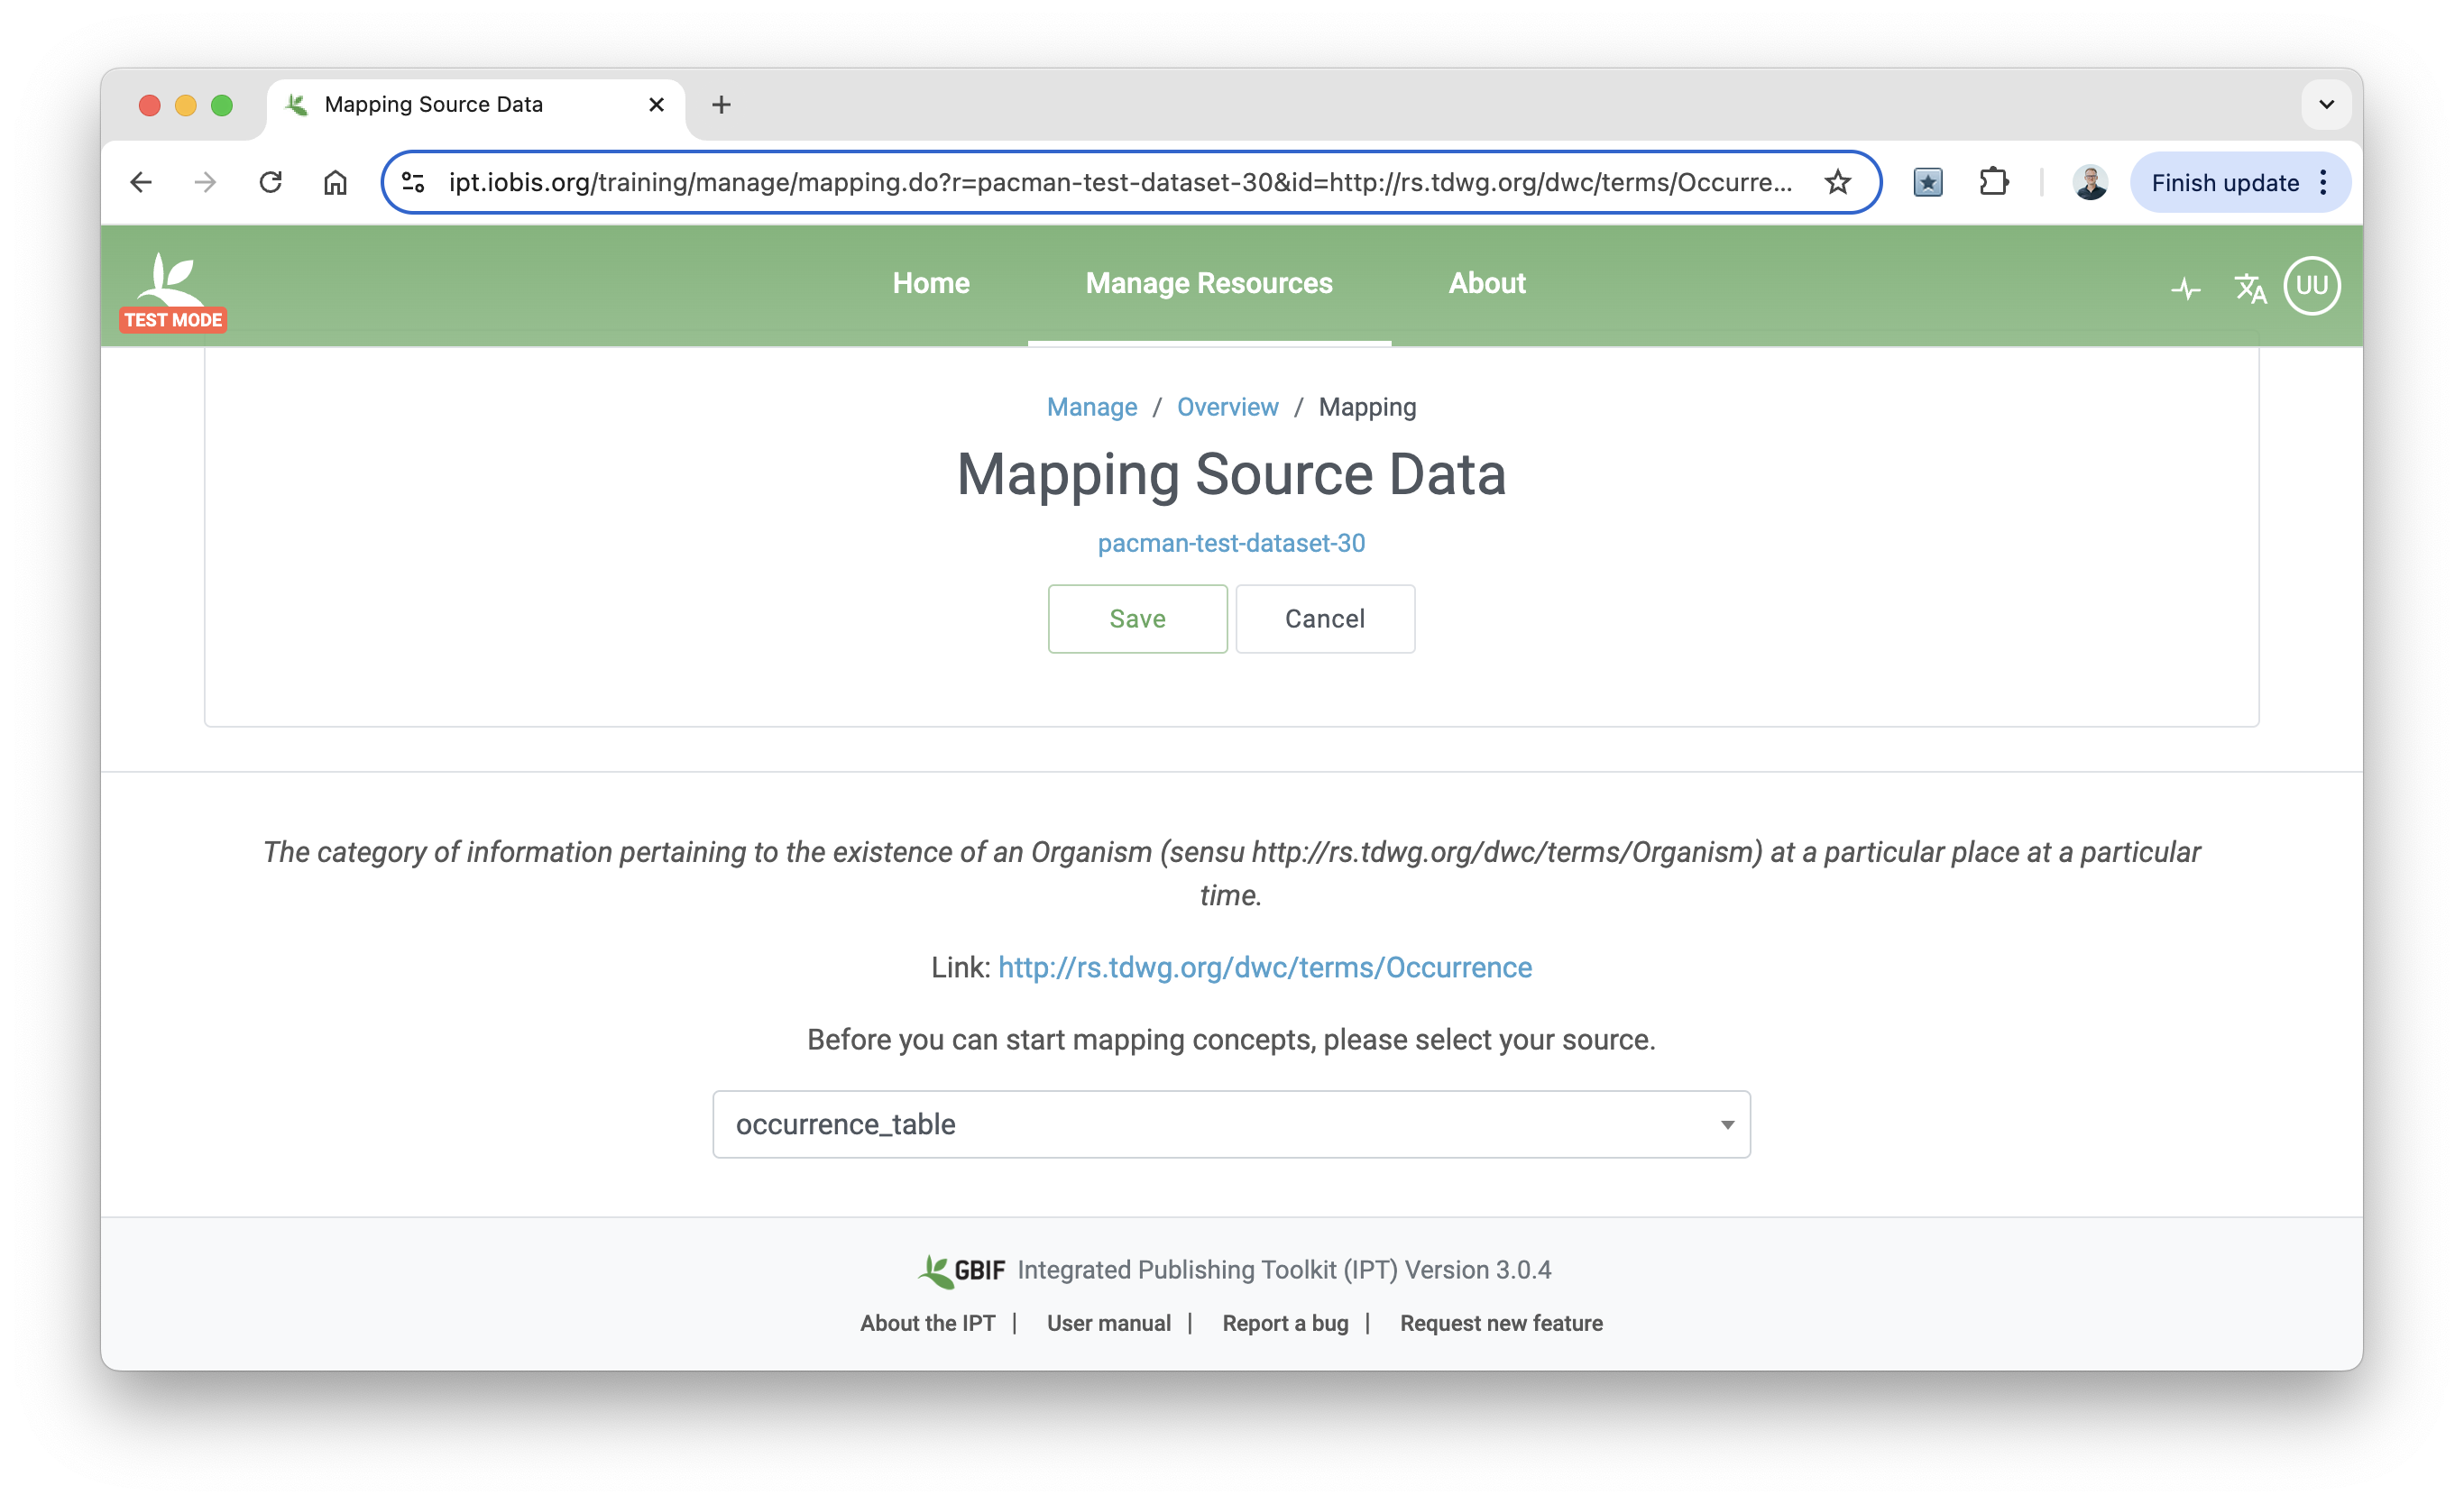 Mapping Source Data
ipt.iobis.org/training/manage/mapping.do?r=pacman-test-dataset-30&id=http://rs.tdwg.org/dwc/terms/Occurre...
Finish update
TEST MODE
Home
Manage Resources
About
UU
Manage / Overview / Mapping
Mapping Source Data
pacman-test-dataset-30
Save
Cancel
The category of information pertaining to the existence of an Organism (sensu http://rs.tdwg.org/dwc/terms/Organism) at a particular place at a particular
time.
Link: http://rs.tdwg.org/dwc/terms/Occurrence
Before you can start mapping concepts, please select your source.
occurrence_table
GBIF Integrated Publishing Toolkit (IPT) Version 3.0.4
About the IPT | User manual | Report a bug | Request new feature